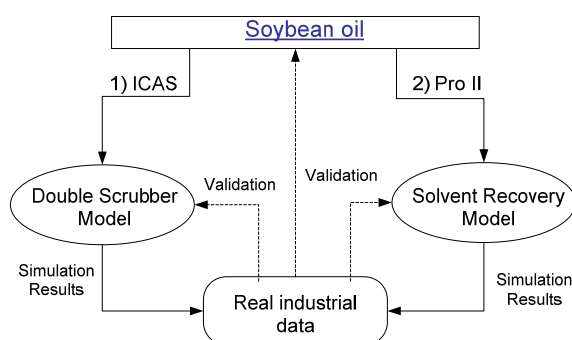 Soybean oil
1) ICAS
2) Pro II
Double Scrubber
Model
Validation
Validation
Solvent Recovery
Model
Simulation
Results
Real industrial
data
Simulation
Results